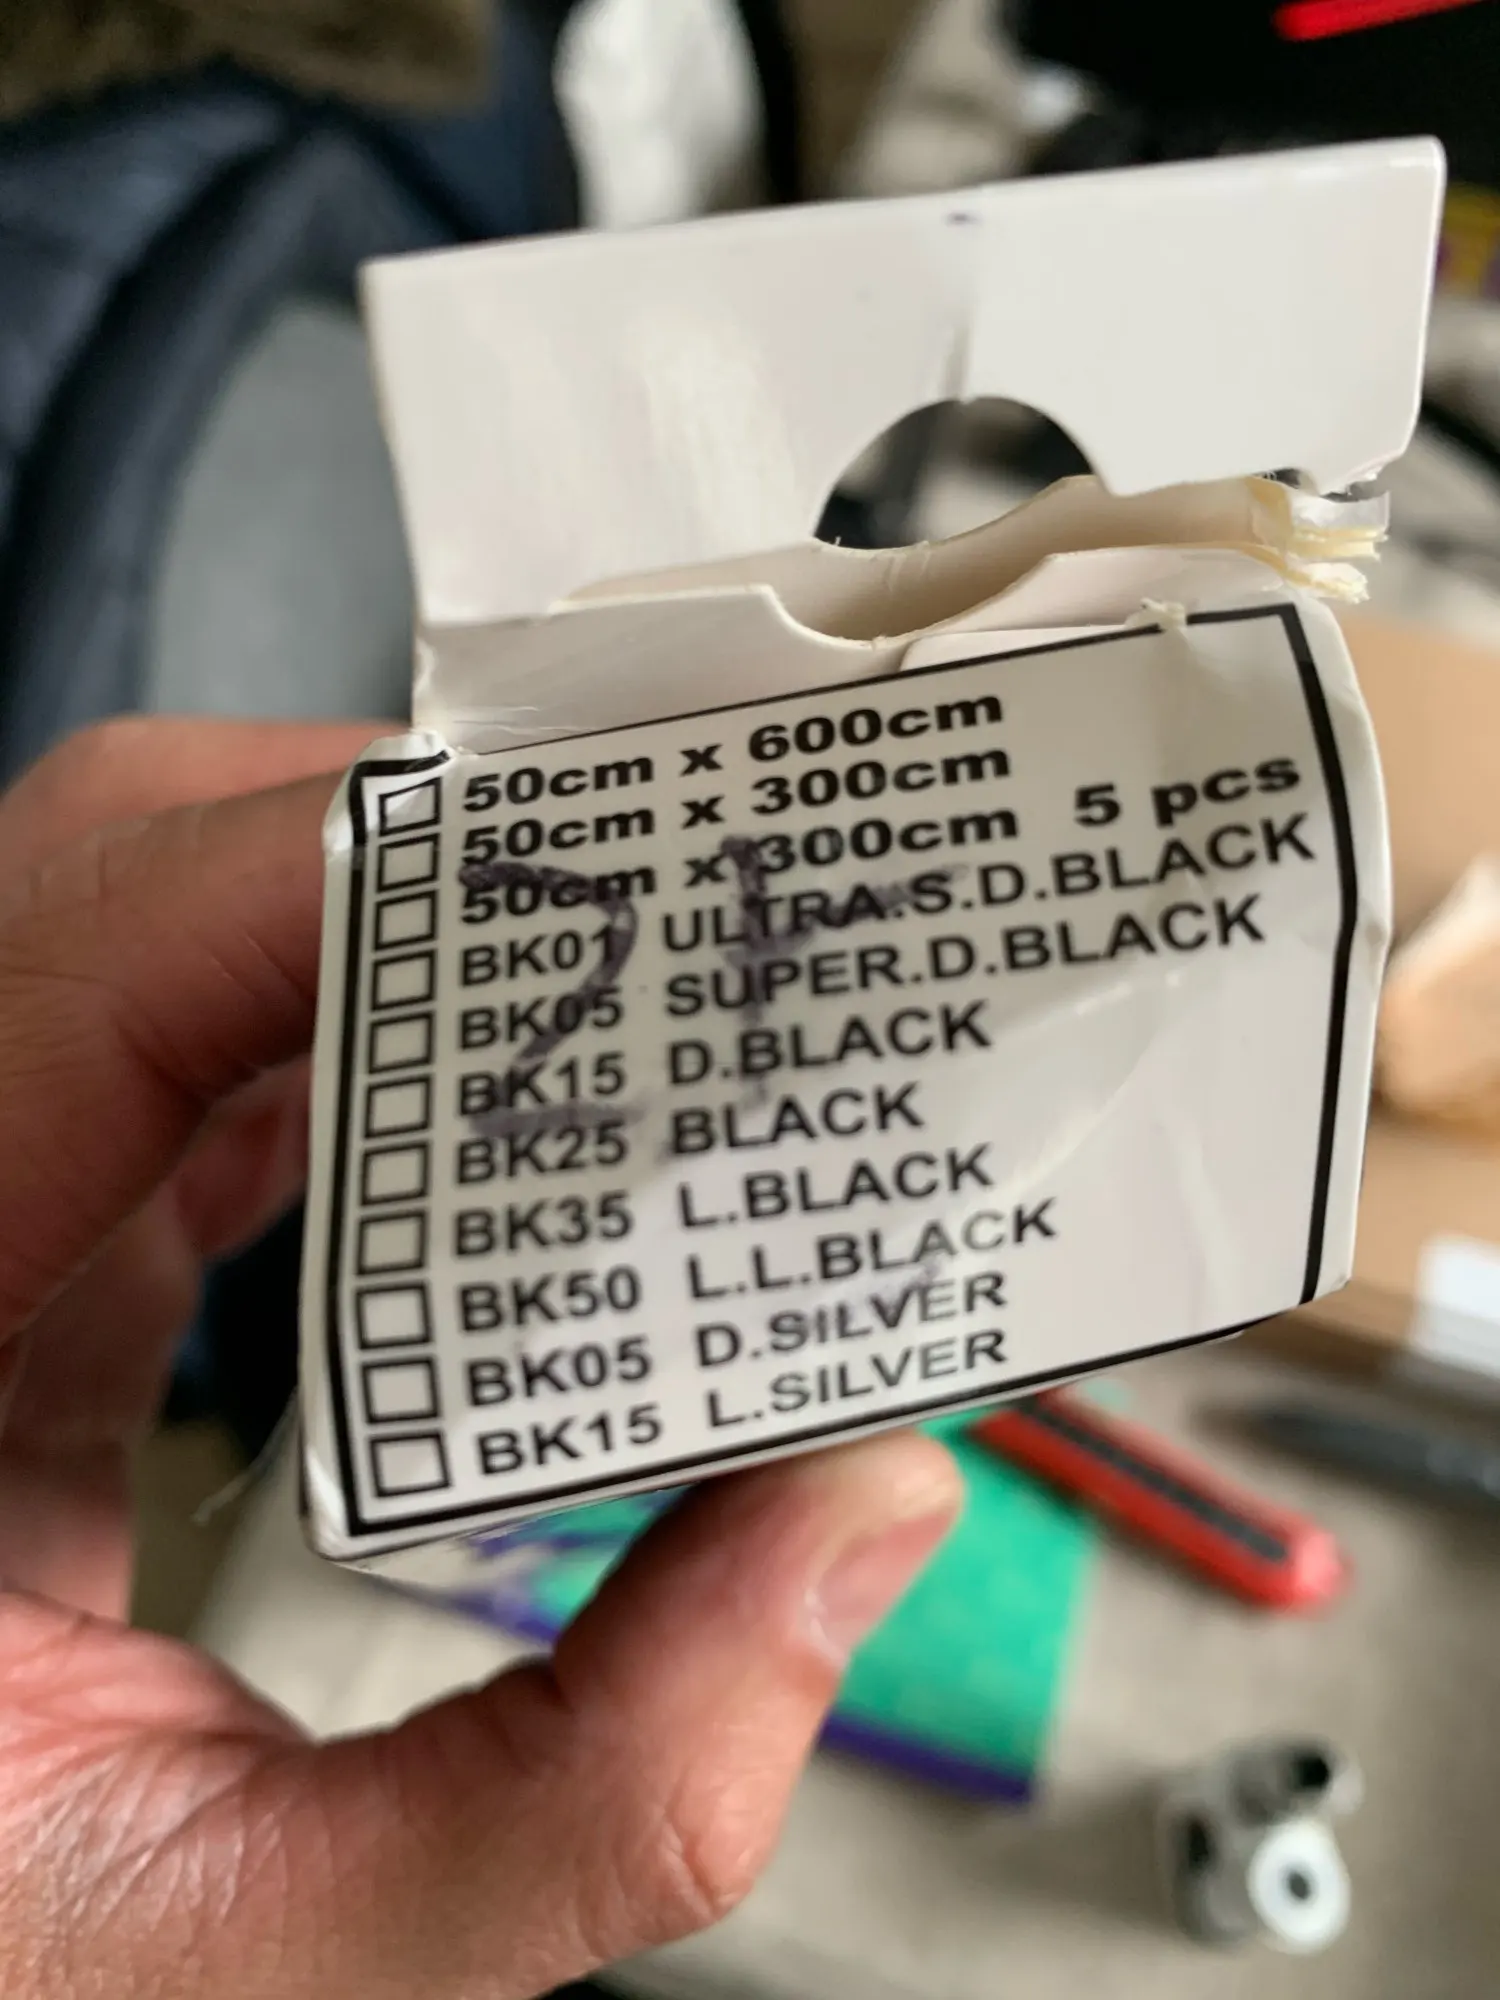 50cm x 600cm
50cm x 300cm
50cm x 300cm 5 pcs
BK01 ULTRA.S.D.BLACK
BK05 SUPER.D.BLACK
BK15 D.BLACK
BK25 BLACK
BK35 L.BLACK
BK50 L.L.BLACK
BK05 D.SILVER
BK15 L.SILVER